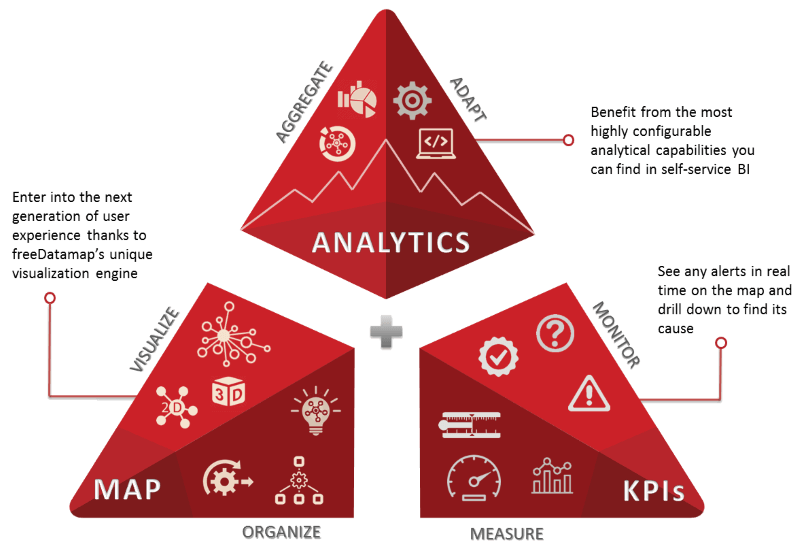 AGGREGATE
ADAPT
</>
Benefit from the most
highly configurable
analytical capabilities you
can find in self-service BI
ANALYTICS
Enter into the next
generation of user
experience thanks to
freeDatamap's unique
visualization engine
See any alerts in real
time on the map and
drill down to find its
cause
VISUALIZE
MONITOR
?
3D
2D
!
MAP
KPIs
ORGANIZE
MEASURE